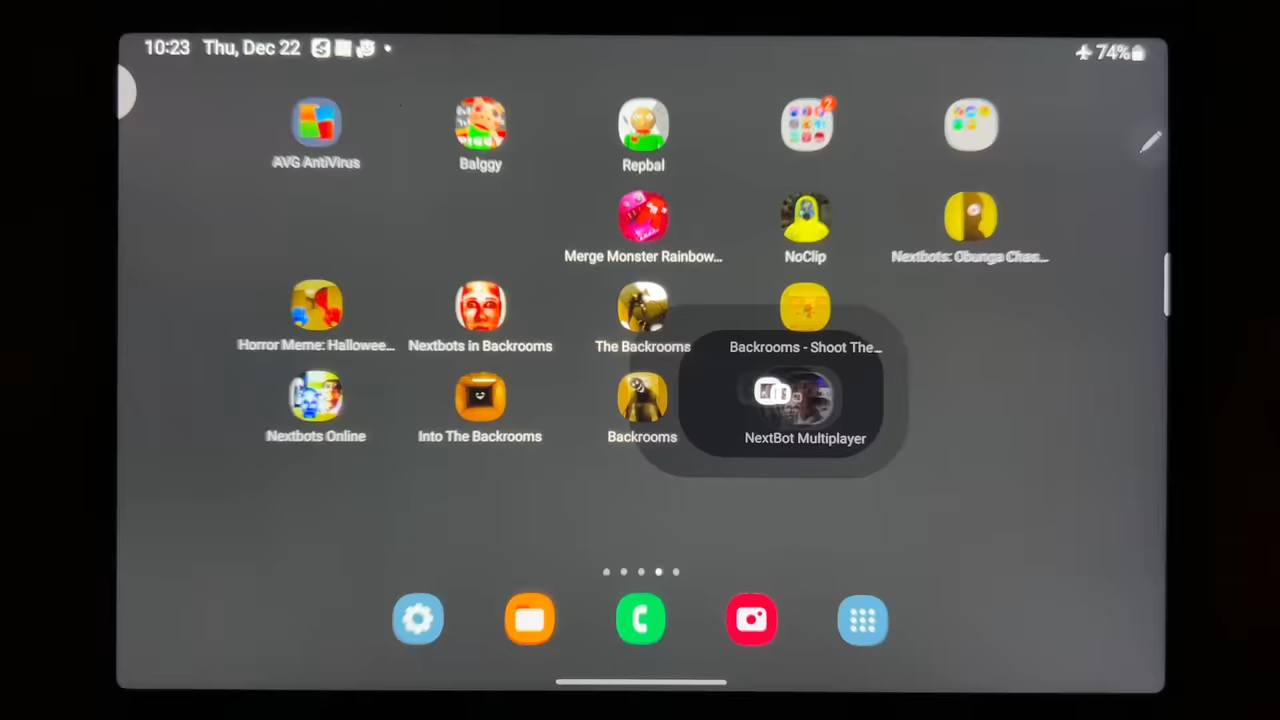 10:23 Thu, Dec 22
74%
AVG AntiVirus
Balggy
Repbal
2
Merge Monster Rainbow...
NoClip
Nextbots: Obunga Chas...
Horror Meme: Hallowee...
Nextbots in Backrooms
The Backrooms
Backrooms - Shoot The...
Nextbots Online
Into The Backrooms
Backrooms
NextBot Multiplayer